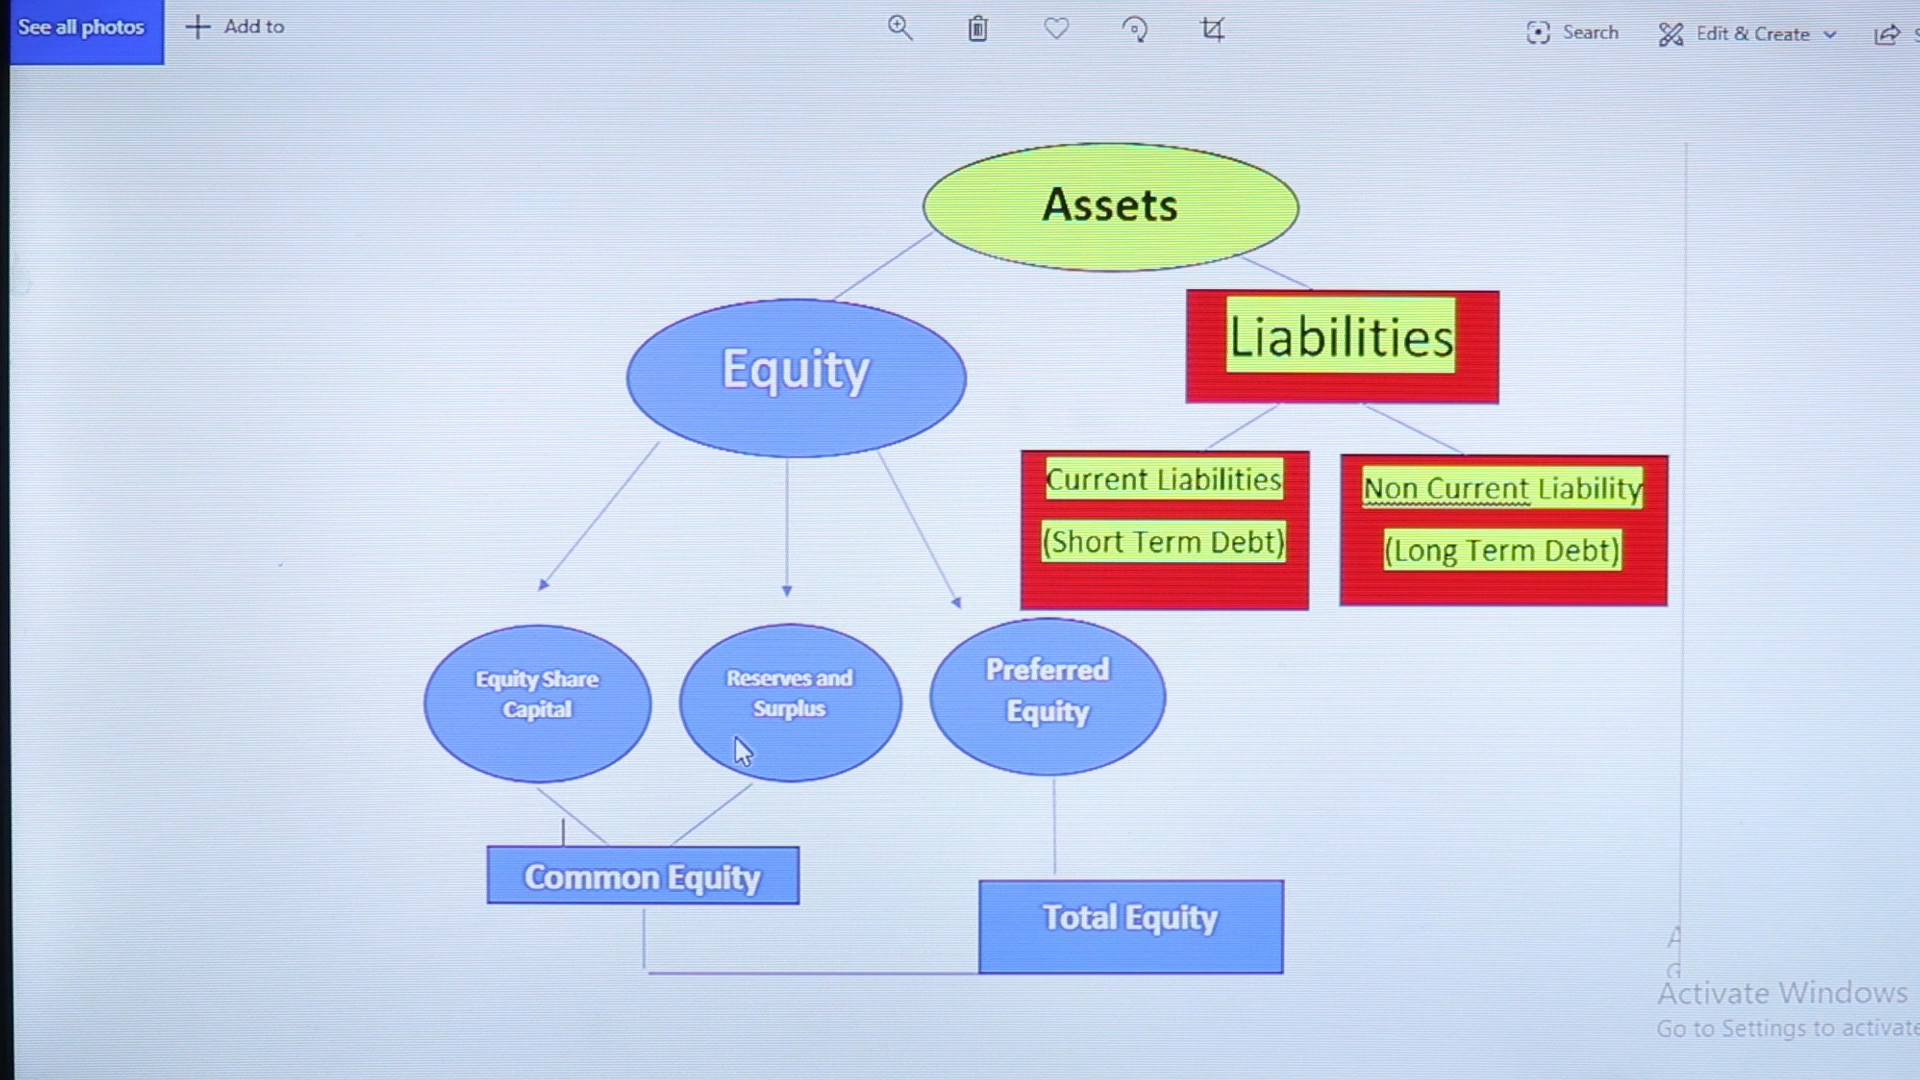 See all photos
Add to
Search
Edit & Create
Assets
Equity
Liabilities
Current Liabilities
(Short Term Debt)
Non Current Liability
(Long Term Debt)
Equity Share
Capital
Reserves and
Surplus
Preferred
Equity
Common Equity
Total Equity
Activate Windows
Go to Settings to activate